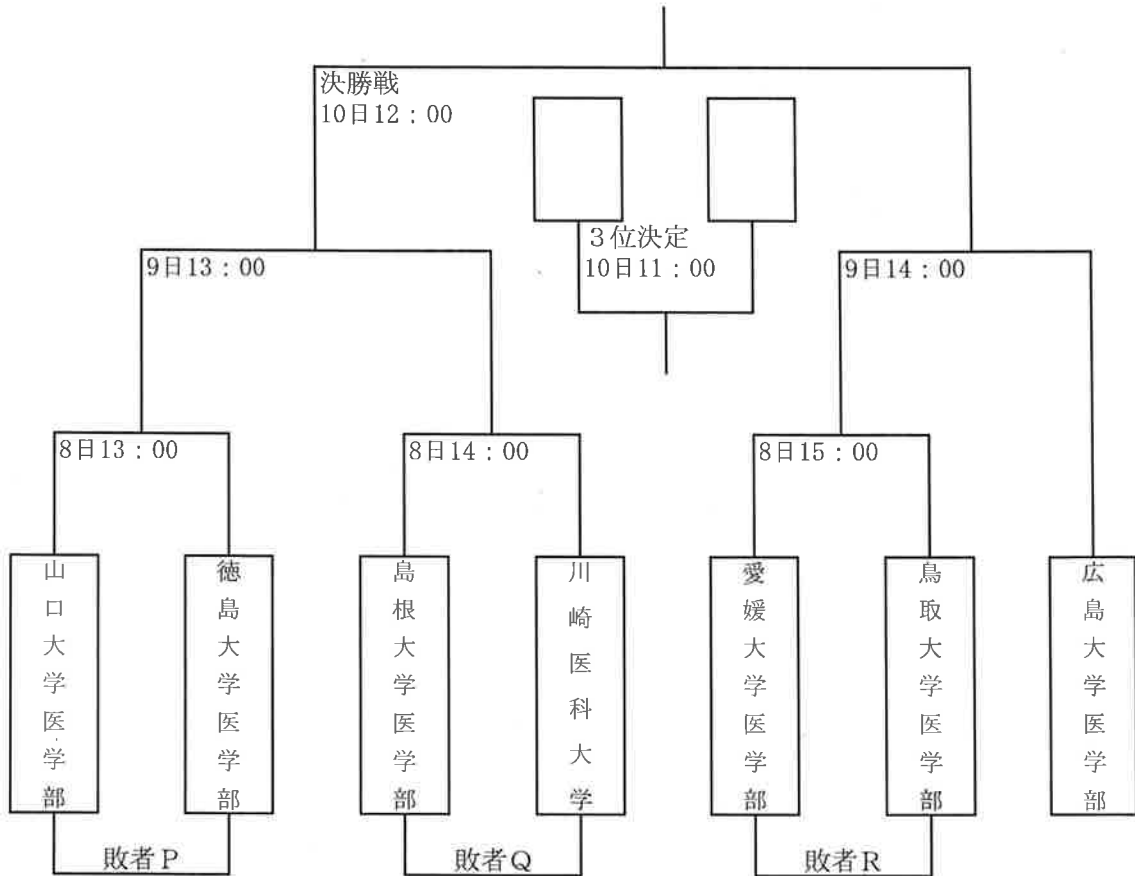 決勝戦
10日12：00
3位決定
10日11：00
9日13：00
9日14：00
8日13：00
8日14：00
8日15：00
山口大学医学部
徳島大学医学部
島根大学医学部
川崎医科大学
愛媛大学医学部
鳥取大学医学部
広島大学医学部
敗者P
敗者Q
敗者R